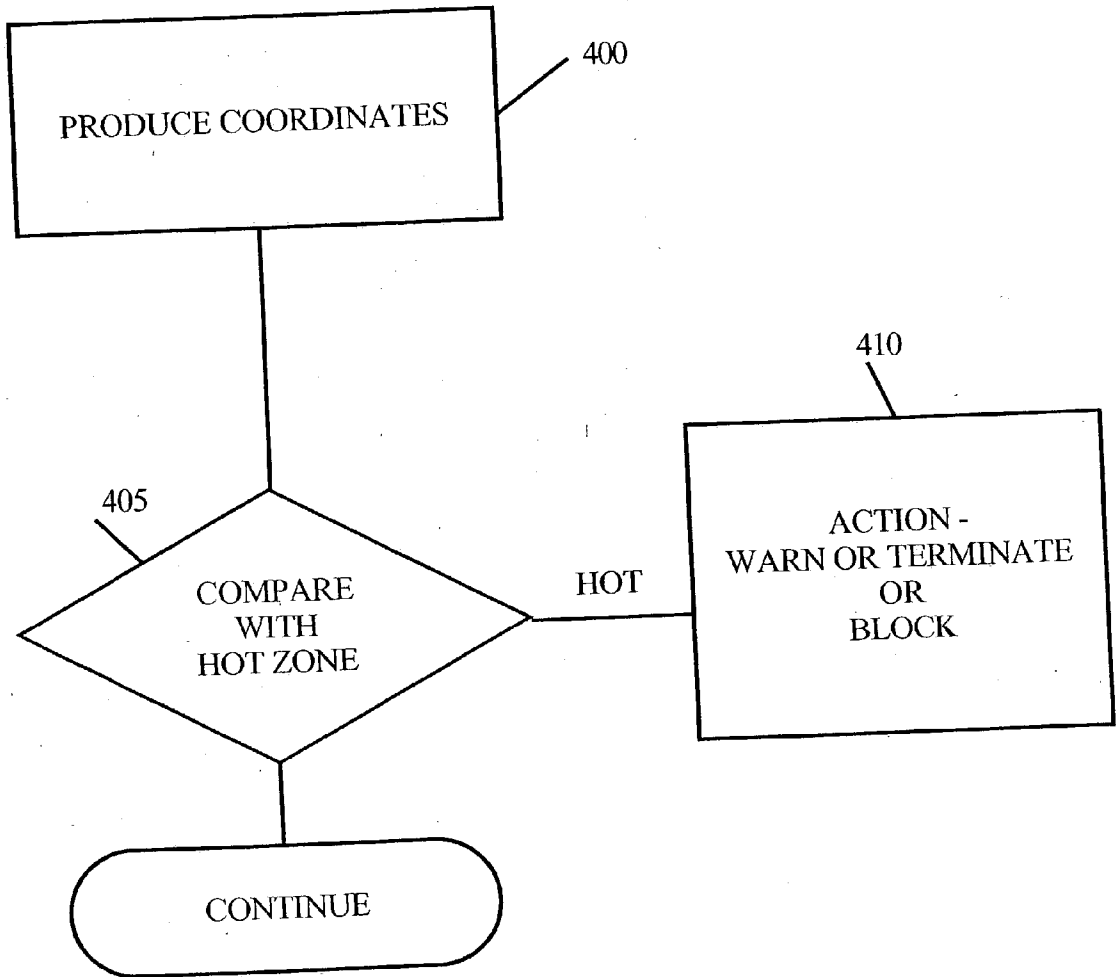 PRODUCE COORDINATES
400
410
405
COMPARE
WITH
HOT ZONE
HOT
ACTION -
WARN OR TERMINATE
OR
BLOCK
CONTINUE